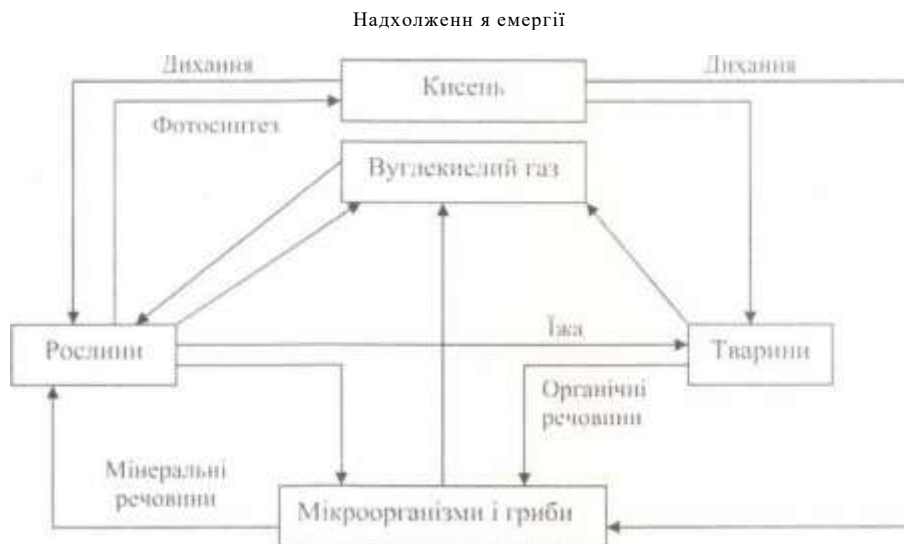 Надхолженн я емергії
Дихання
Дихання
Кисень
Фотосинтез
Вуглекислий газ
Їжа
Рослини
Тварини
Органічні
речовини
Мінеральні
речовини
Мікроорганізми і гриби